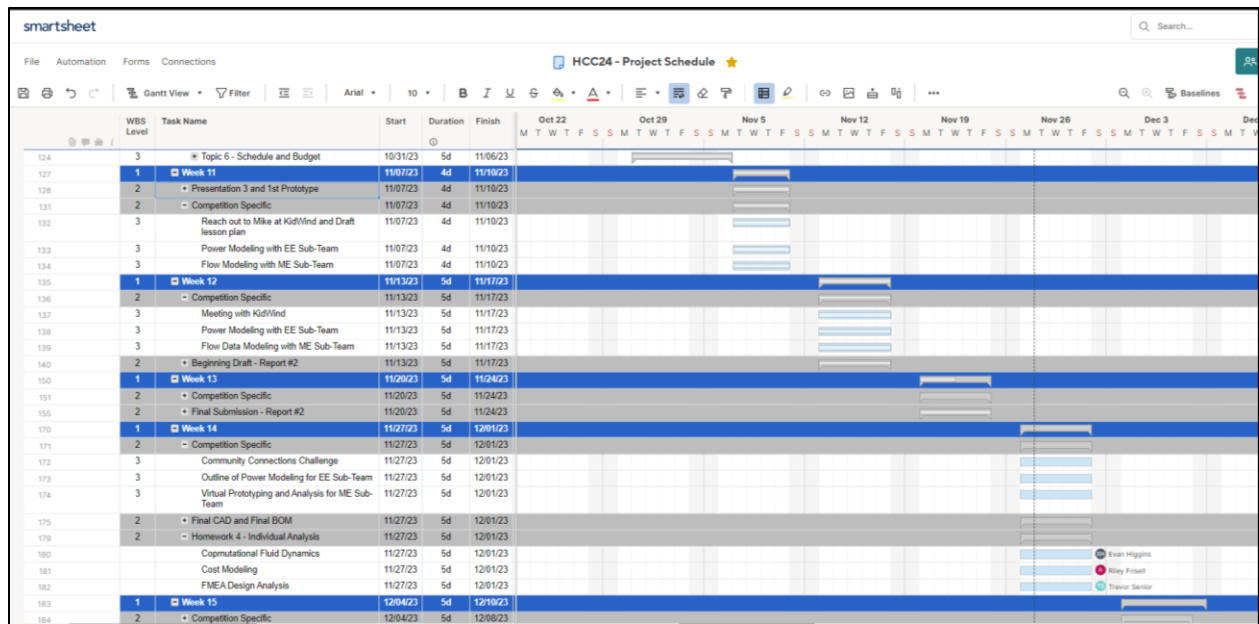 smartsheet
Search...
File Automation Forms Connections
HCC24 - Project Schedule
Gantt View Filter Arial 10 B I U S A Baselines
WBS Level Task Name Start Duration Finish Oct 22 Oct 29 Nov 5 Nov 12 Nov 19 Nov 26 Dec 3 Dec
M T W T F S S M T W T F S S M T W T F S S M T W T F S S M T W T F S S M T W T F S S M T W T F S S M T W
124 3 Topic 6 - Schedule and Budget 10/31/23 5d 11/06/23
127 1 Week 11 11/07/23 4d 11/10/23
128 2 Presentation 3 and 1st Prototype 11/07/23 4d 11/10/23
131 2 Competition Specific 11/07/23 4d 11/10/23
132 3 Reach out to Mike at KidWind and Draft 11/07/23 4d 11/10/23
lesson plan
133 3 Power Modeling with EE Sub-Team 11/07/23 4d 11/10/23
134 3 Flow Modeling with ME Sub-Team 11/07/23 4d 11/10/23
135 1 Week 12 11/13/23 5d 11/17/23
136 2 Competition Specific 11/13/23 5d 11/17/23
137 3 Meeting with KidWind 11/13/23 5d 11/17/23
138 3 Power Modeling with EE Sub-Team 11/13/23 5d 11/17/23
139 3 Flow Data Modeling with ME Sub-Team 11/13/23 5d 11/17/23
140 2 Beginning Draft - Report #2 11/13/23 5d 11/17/23
150 1 Week 13 11/20/23 5d 11/24/23
151 2 Competition Specific 11/20/23 5d 11/24/23
155 2 Final Submission - Report #2 11/20/23 5d 11/24/23
170 1 Week 14 11/27/23 5d 12/01/23
171 2 Competition Specific 11/27/23 5d 12/01/23
172 3 Community Connections Challenge 11/27/23 5d 12/01/23
173 3 Outline of Power Modeling for EE Sub-Team 11/27/23 5d 12/01/23
174 3 Virtual Prototyping and Analysis for ME Sub- 11/27/23 5d 12/01/23
Team
175 2 Final CAD and Final BOM 11/27/23 5d 12/01/23
179 2 Homework 4 - Individual Analysis 11/27/23 5d 12/01/23
180 3 Copmutational Fluid Dynamics 11/27/23 5d 12/01/23 Evan Higgins
181 3 Cost Modeling 11/27/23 5d 12/01/23 Riley Frisell
182 3 FMEA Design Analysis 11/27/23 5d 12/01/23 Trevor Senior
183 1 Week 15 12/04/23 5d 12/10/23
184 2 Competition Specific 12/04/23 5d 12/08/23